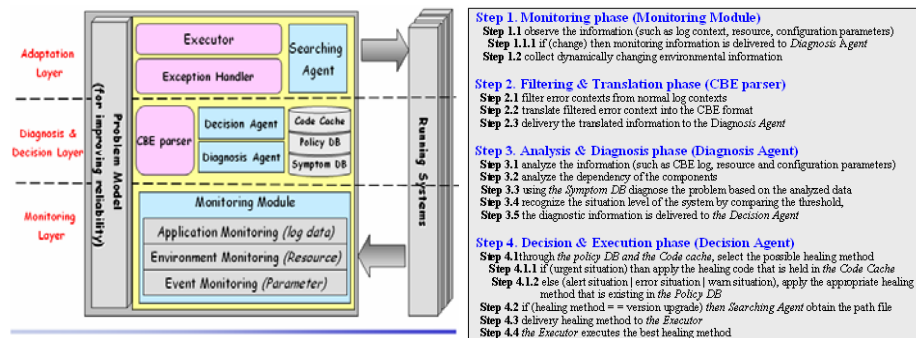 Adaptation
Layer
Diagnosis &
Decision Layer
Monitoring
Layer
Problem Model
(for improving reliability)
Executor
Exception Handler
Searching
Agent
CBE parser
Decision Agent
Diagnosis Agent
Code Cache
Policy DB
Symptom DB
Monitoring Module
Application Monitoring (log data)
Environment Monitoring (Resource)
Event Monitoring (Parameter)
Running Systems
Step 1. Monitoring phase (Monitoring Module)
Step 1.1 observe the information (such as log context, resource, configuration parameters)
Step 1.1.1 if (change) then monitoring information is delivered to Diagnosis Agent
Step 1.2 collect dynamically changing environmental information
Step 2. Filtering & Translation phase (CBE parser)
Step 2.1 filter error contexts from normal log contexts
Step 2.2 translate filtered error context into the CBE format
Step 2.3 delivery the translated information to the Diagnosis Agent
Step 3. Analysis & Diagnosis phase (Diagnosis Agent)
Step 3.1 analyze the information (such as CBE log, resource and configuration parameters)
Step 3.2 analyze the dependency of the components
Step 3.3 using the Symptom DB diagnose the problem based on the analyzed data
Step 3.4 recognize the situation level of the system by comparing the threshold,
Step 3.5 the diagnostic information is delivered to the Decision Agent
Step 4. Decision & Execution phase (Decision Agent)
Step 4.1through the policy DB and the Code cache, select the possible healing method
Step 4.1.1 if (urgent situation) than apply the healing code that is held in the Code Cache
Step 4.1.2 else (alert situation | error situation | warn situation), apply the appropriate healing
method that is existing in the Policy DB
Step 4.2 if (healing method = = version upgrade) then Searching Agent obtain the path file
Step 4.3 delivery healing method to the Executor
Step 4.4 the Executor executes the best healing method